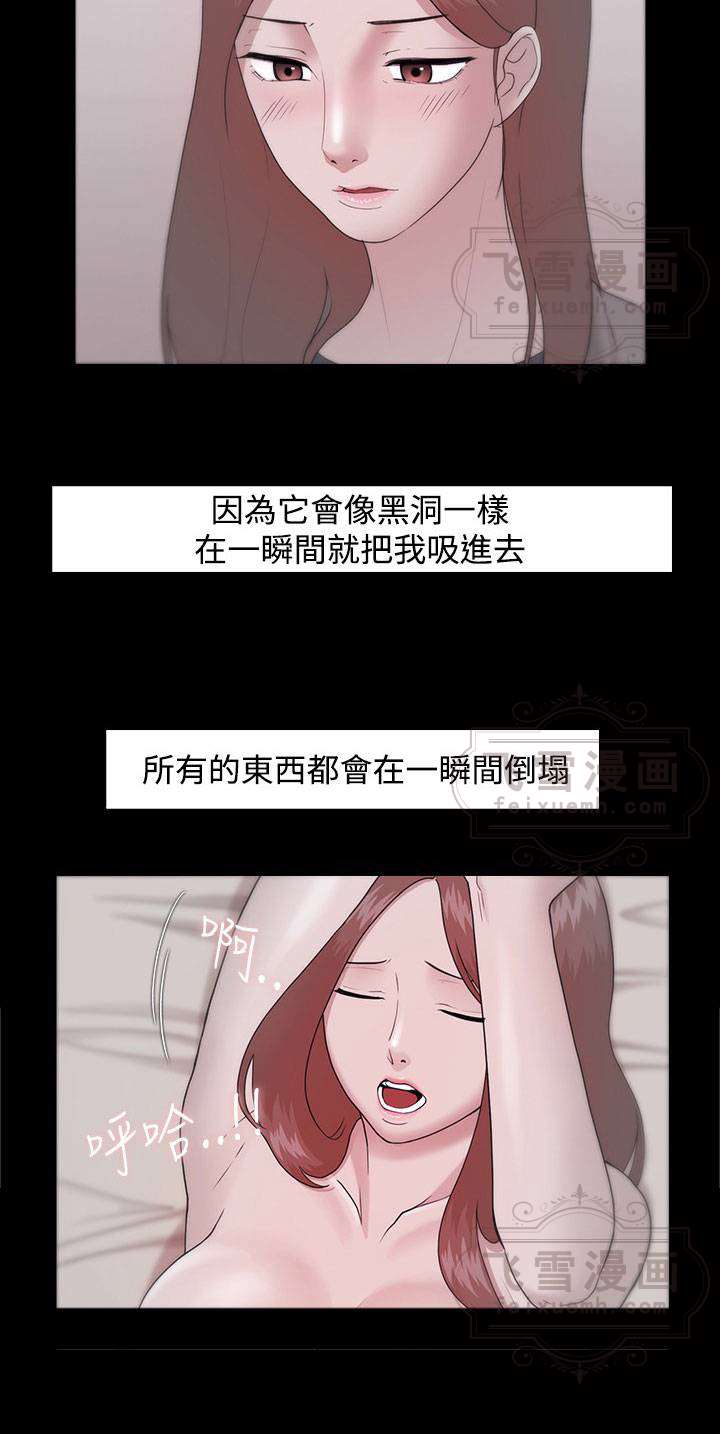 飞雪漫画
feixuemh.com
因為它會像黑洞一樣
在一瞬間就把我吸進去
所有的東西都會在一瞬間倒塌
飞雪漫画
feixuemh.com
啊..
呼哈..!!
飞雪漫画
feixuemh.com